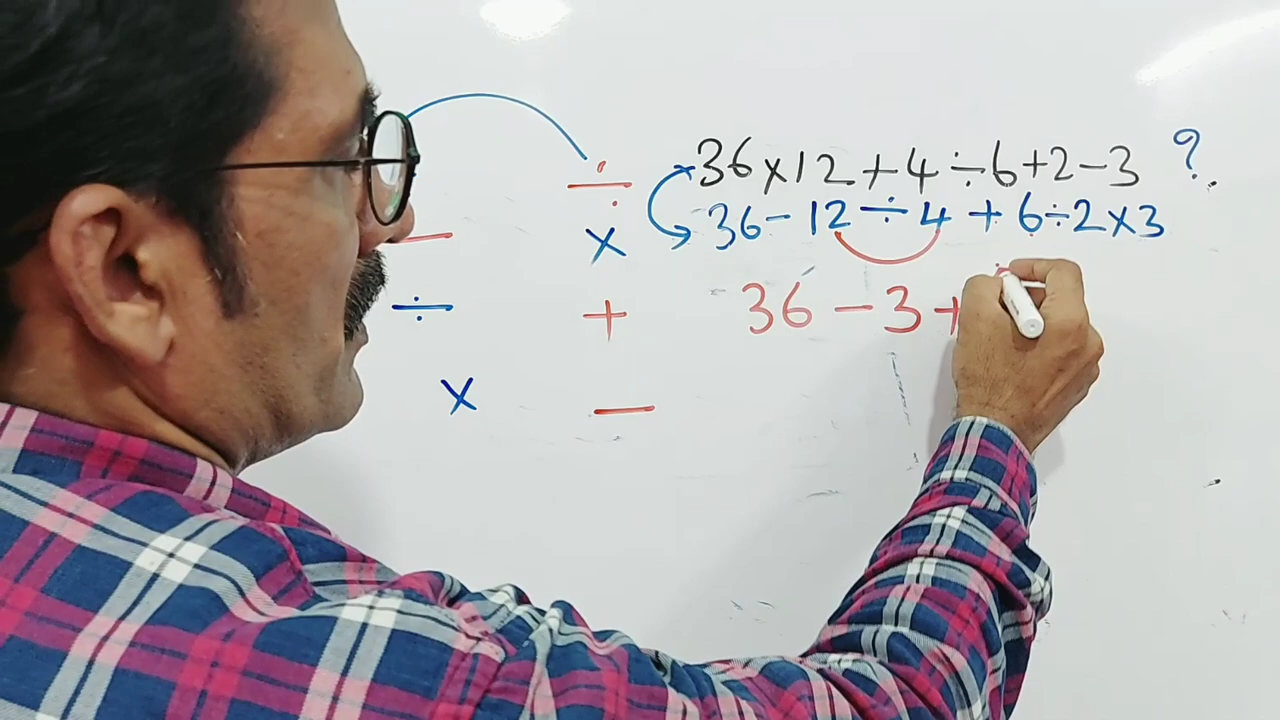 ÷ 36×12+4÷6+2−3 ?
− × 36−12÷4+6÷2×3
÷ + 36−3+
× −